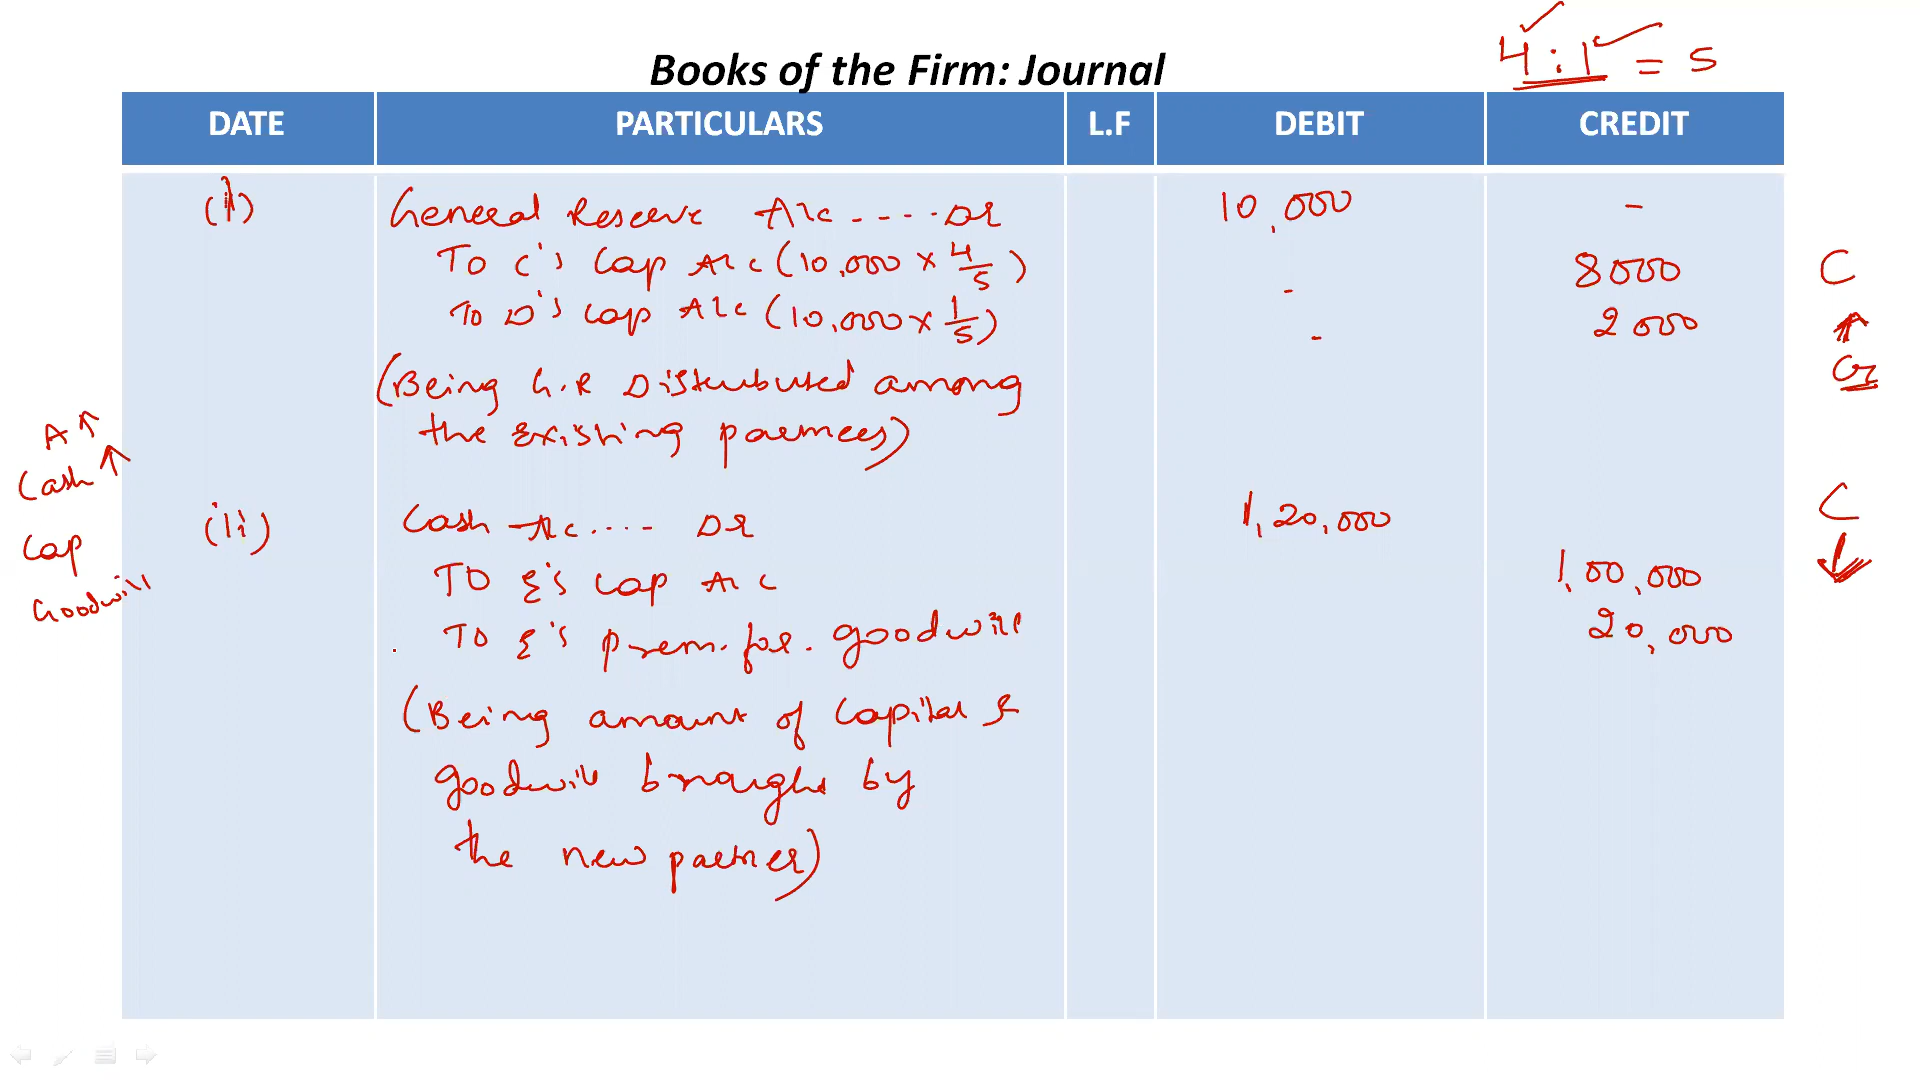 4 : 1 = 5
Books of the Firm: Journal
DATE PARTICULARS L.F DEBIT CREDIT
(i) General Reserve A/c ----- DR 10,000 -
To C's Cap A/c (10,000 × 4/5) - 8000 C
To D's Cap A/c (10,000 × 1/5) - 2000
(Being G.R Distributed among
the Existing partners)
A↑
Cash ↑
Cap
Goodwill
(ii) Cash A/c .... DR 1,20,000 C
TO E's Cap A/c 1,00,000
TO E's prem. for. goodwill 20,000
(Being amount of Capital &
goodwill brought by
the new partner)